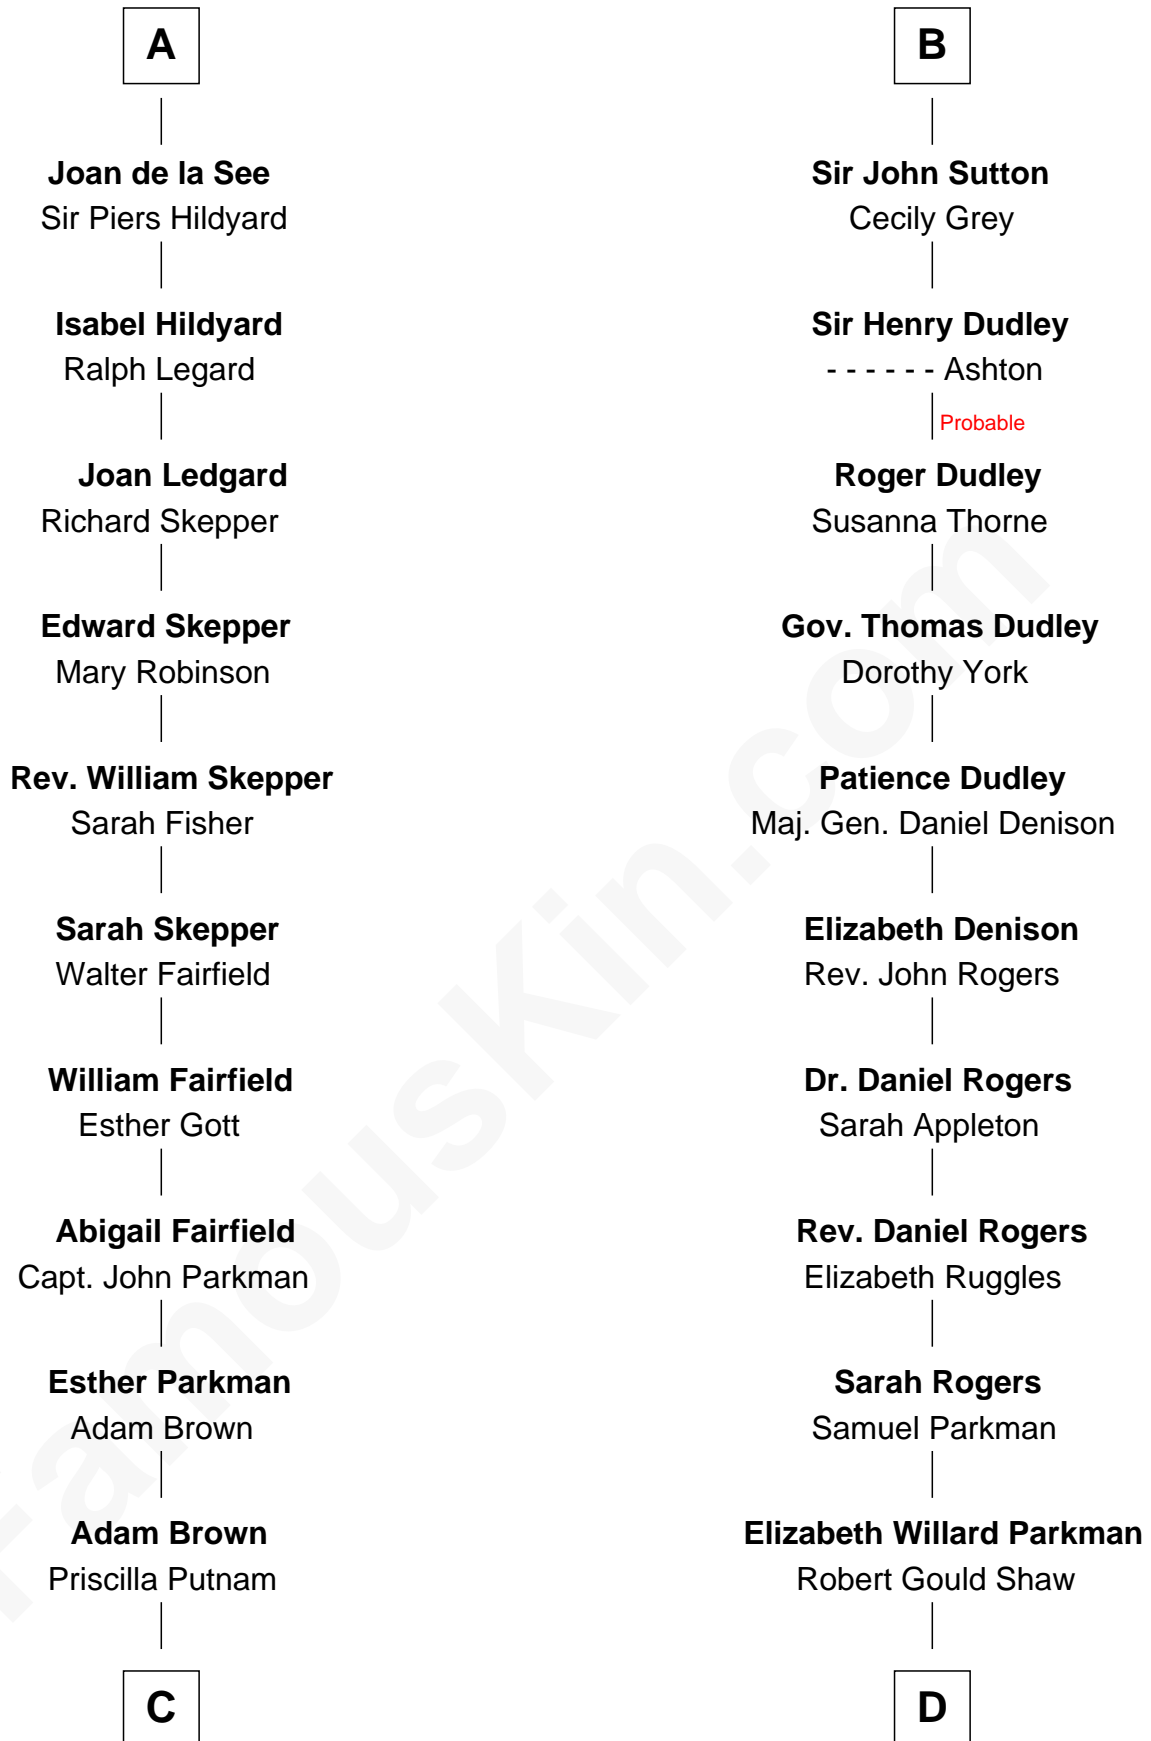 A
Joan de la See
Sir Piers Hildyard
Isabel Hildyard
Ralph Legard
Joan Ledgard
Richard Skepper
Edward Skepper
Mary Robinson
Rev. William Skepper
Sarah Fisher
Sarah Skepper
Walter Fairfield
William Fairfield
Esther Gott
Abigail Fairfield
Capt. John Parkman
Esther Parkman
Adam Brown
Adam Brown
Priscilla Putnam
C
B
Sir John Sutton
Cecily Grey
Sir Henry Dudley
- - - - - - Ashton
Probable
Roger Dudley
Susanna Thorne
Gov. Thomas Dudley
Dorothy York
Patience Dudley
Maj. Gen. Daniel Denison
Elizabeth Denison
Rev. John Rogers
Dr. Daniel Rogers
Sarah Appleton
Rev. Daniel Rogers
Elizabeth Ruggles
Sarah Rogers
Samuel Parkman
Elizabeth Willard Parkman
Robert Gould Shaw
D
FamousKin.com